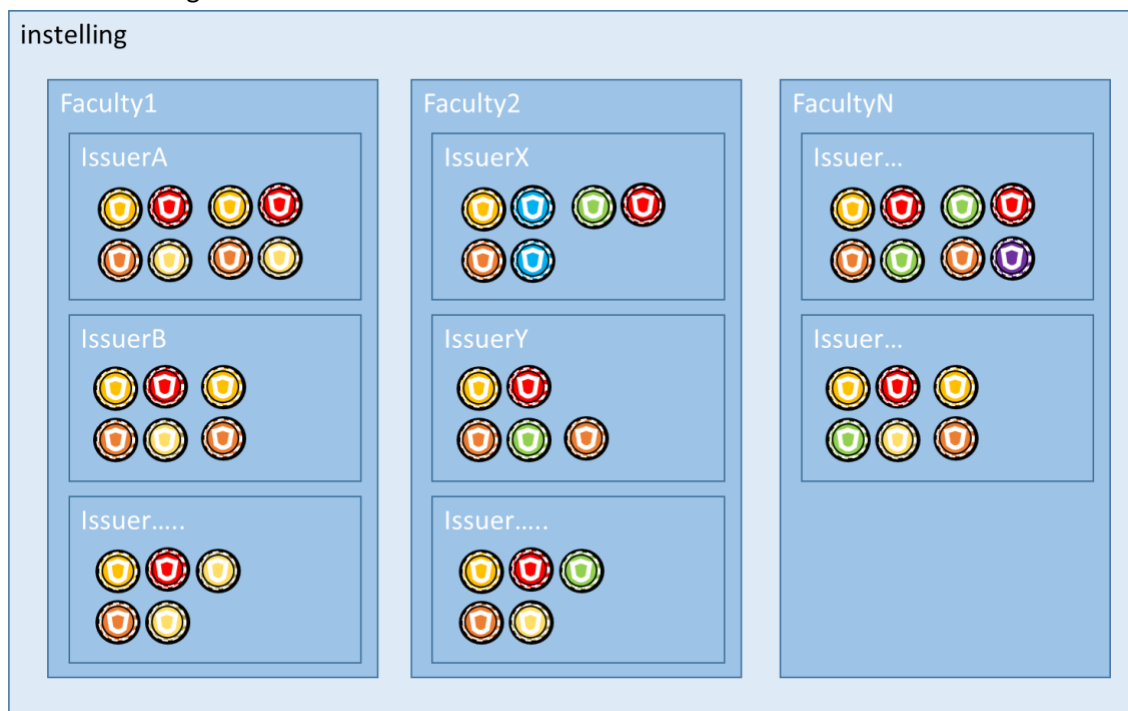 instelling
Faculty1
IssuerA
IssuerB
Issuer.....
Faculty2
IssuerX
IssuerY
Issuer.....
FacultyN
Issuer...
Issuer...